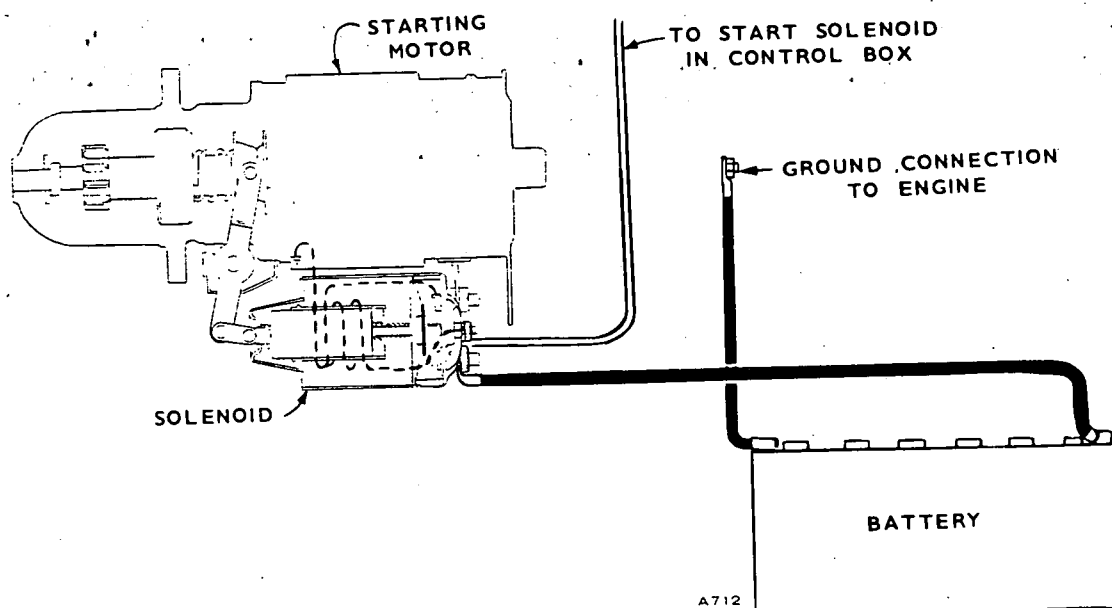 STARTING
MOTOR
TO START SOLENOID
IN CONTROL BOX
GROUND CONNECTION
TO ENGINE
SOLENOID
BATTERY
A712